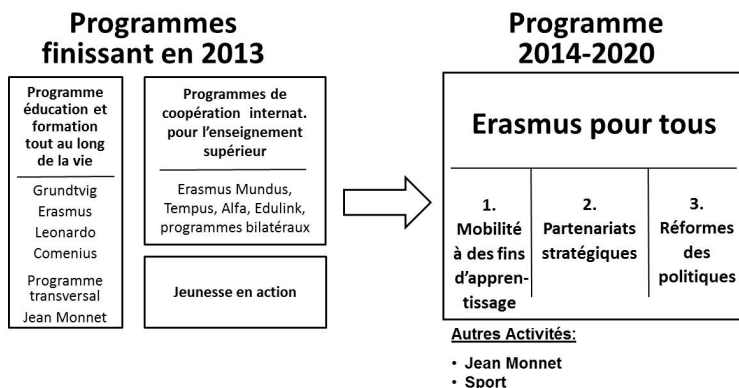 Programmes
finissant en 2013
Programme
éducation et
formation
tout au long
de la vie
Grundtvig
Erasmus
Leonardo
Comenius
Programme
transversal
Jean Monnet
Programmes de
coopération internat.
pour l’enseignement
supérieur
Erasmus Mundus,
Tempus, Alfa, Edulink,
programmes bilatéraux
Jeunesse en action
Programme
2014-2020
Erasmus pour tous
1.
Mobilité
à des fins
d’appren-
tissage
2.
Partenariats
stratégiques
3.
Réformes
des
politiques
Autres Activités:
• Jean Monnet
• Sport